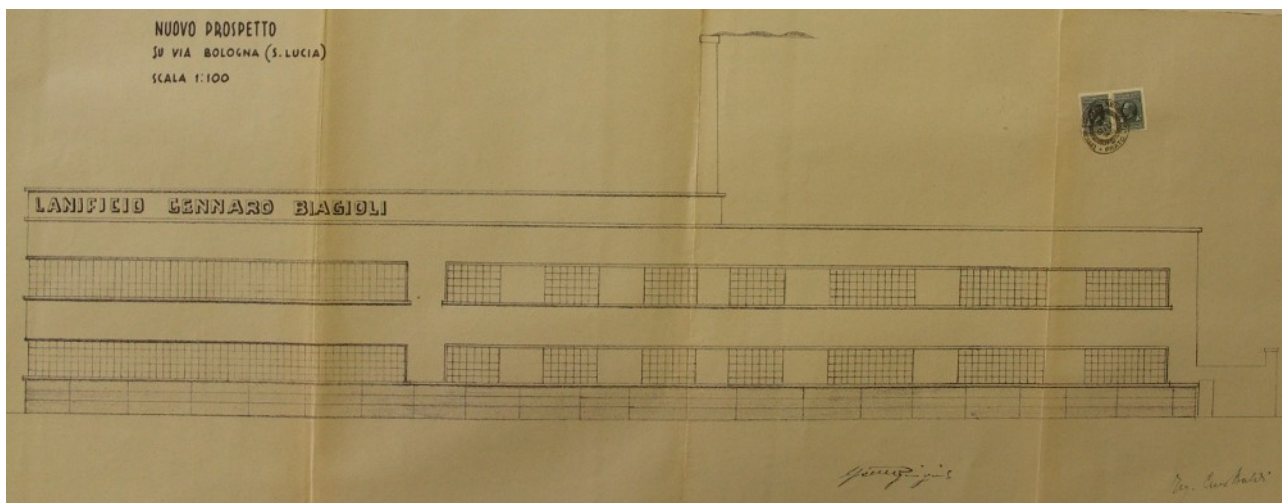 NUOVO PROSPETTO
SU VIA BOLOGNA (S. LUCIA)
SCALA 1:100
LANIFICIO GENNARO BIAGIOLI